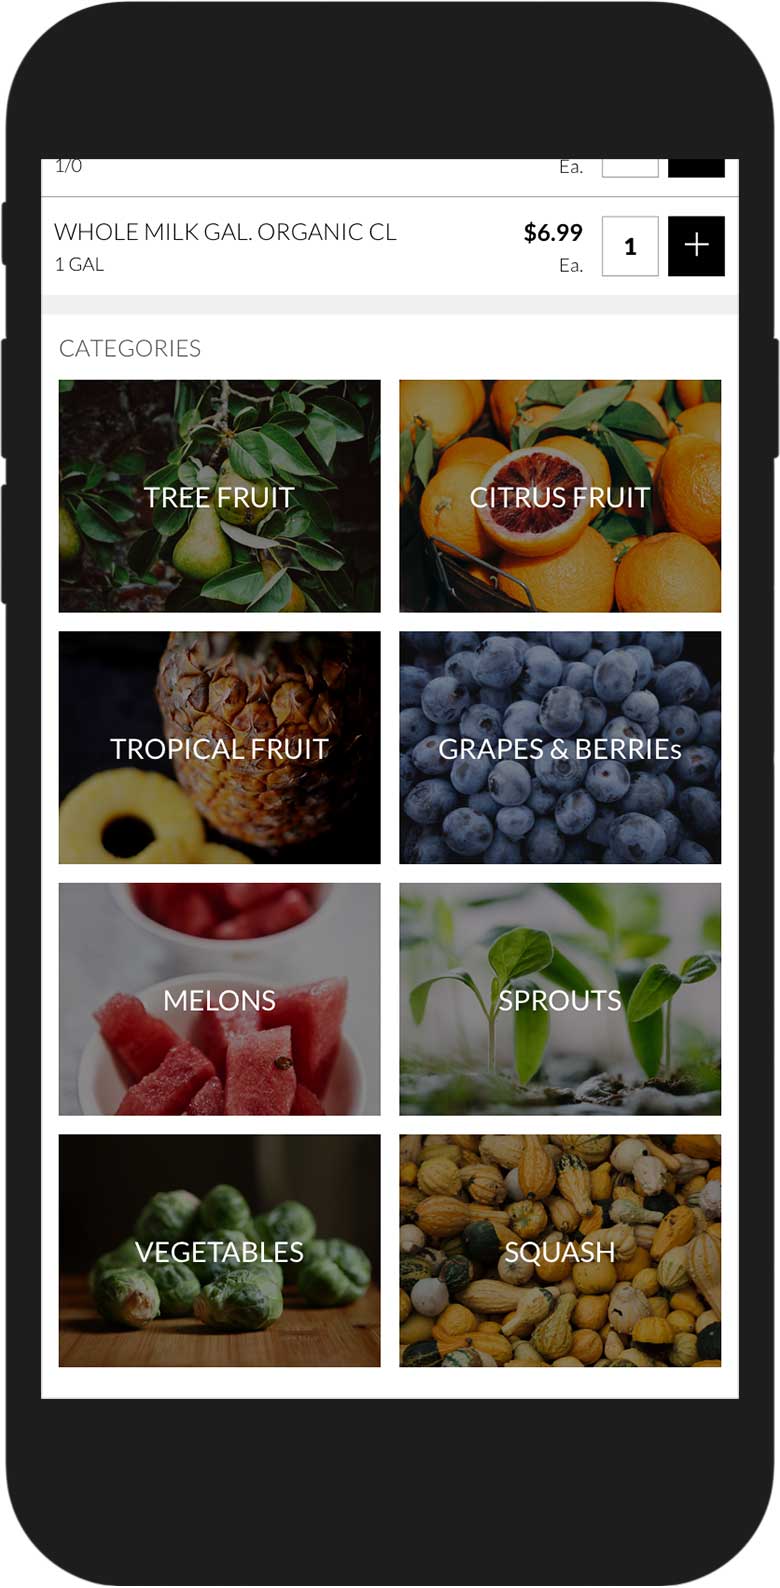 1/0 Ea.
WHOLE MILK GAL. ORGANIC CL $6.99 1 +
1 GAL Ea.
CATEGORIES
TREE FRUIT CITRUS FRUIT
TROPICAL FRUIT GRAPES & BERRIEs
MELONS SPROUTS
VEGETABLES SQUASH